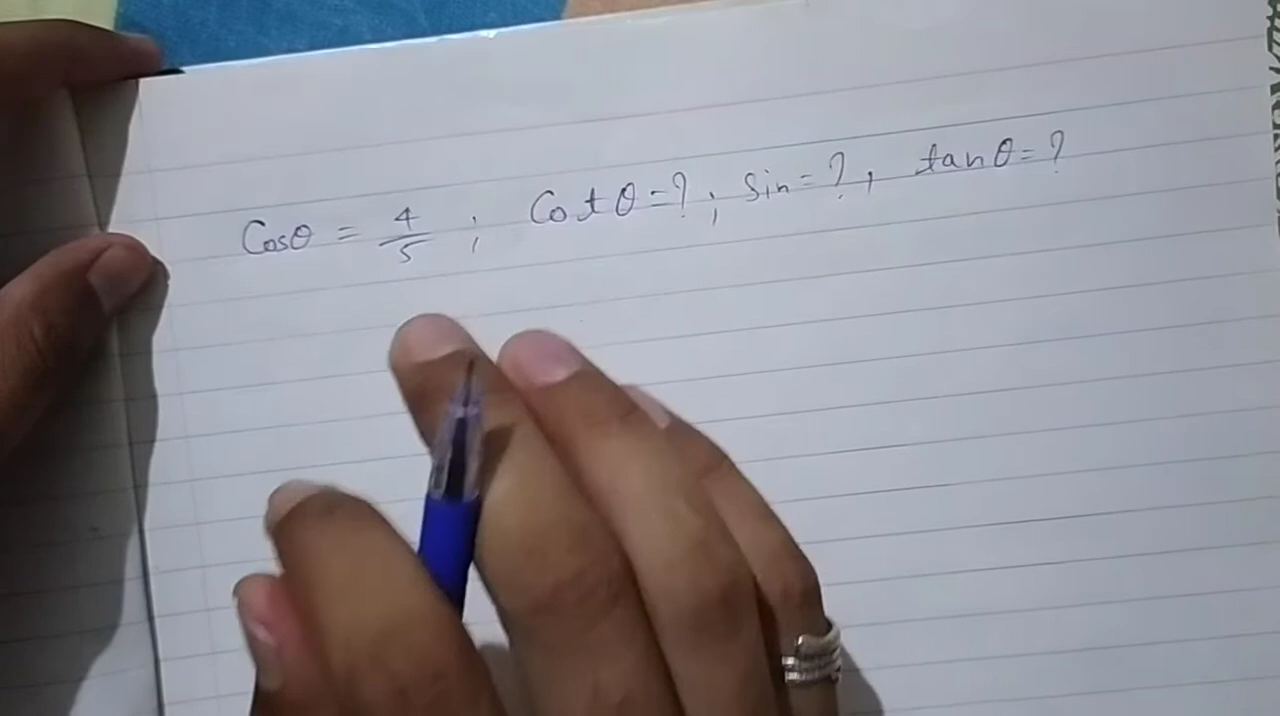 Cosθ = 4/5 ; Cot θ = ? ; Sin = ? , tan θ = ?